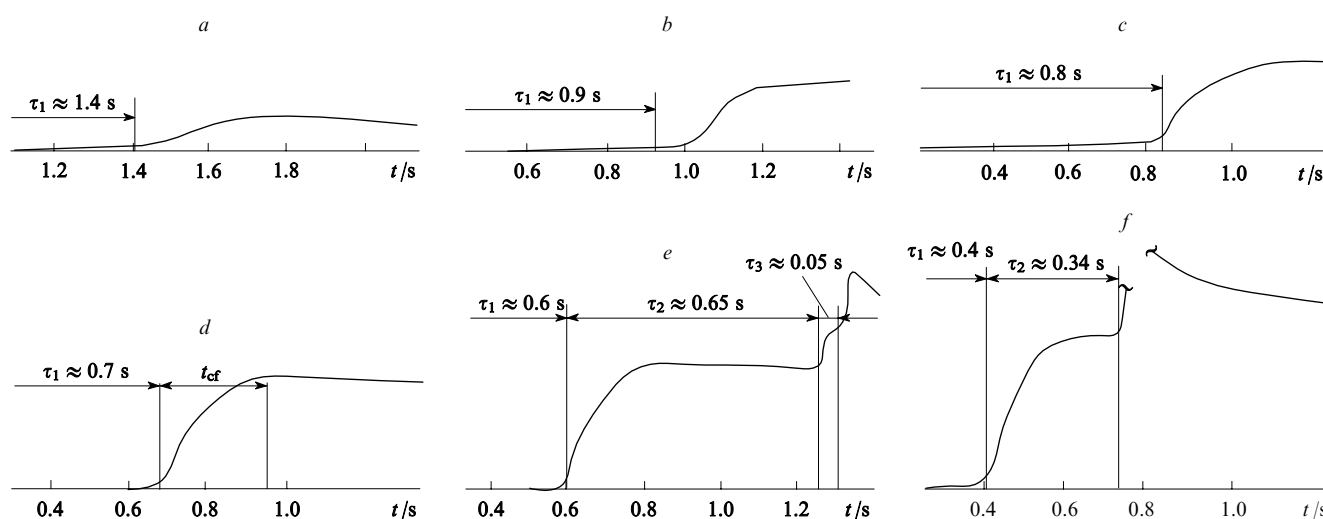 a
τ₁ ≈ 1.4 s
1.2 1.4 1.6 1.8 t/s
b
τ₁ ≈ 0.9 s
0.6 0.8 1.0 1.2 t/s
c
τ₁ ≈ 0.8 s
0.4 0.6 0.8 1.0 t/s
d
τ₁ ≈ 0.7 s t_cf
0.4 0.6 0.8 1.0 t/s
e
τ₃ ≈ 0.05 s
τ₁ ≈ 0.6 s τ₂ ≈ 0.65 s
0.4 0.6 0.8 1.0 1.2 t/s
f
τ₁ ≈ 0.4 s
τ₂ ≈ 0.34 s
0.4 0.6 0.8 1.0 t/s